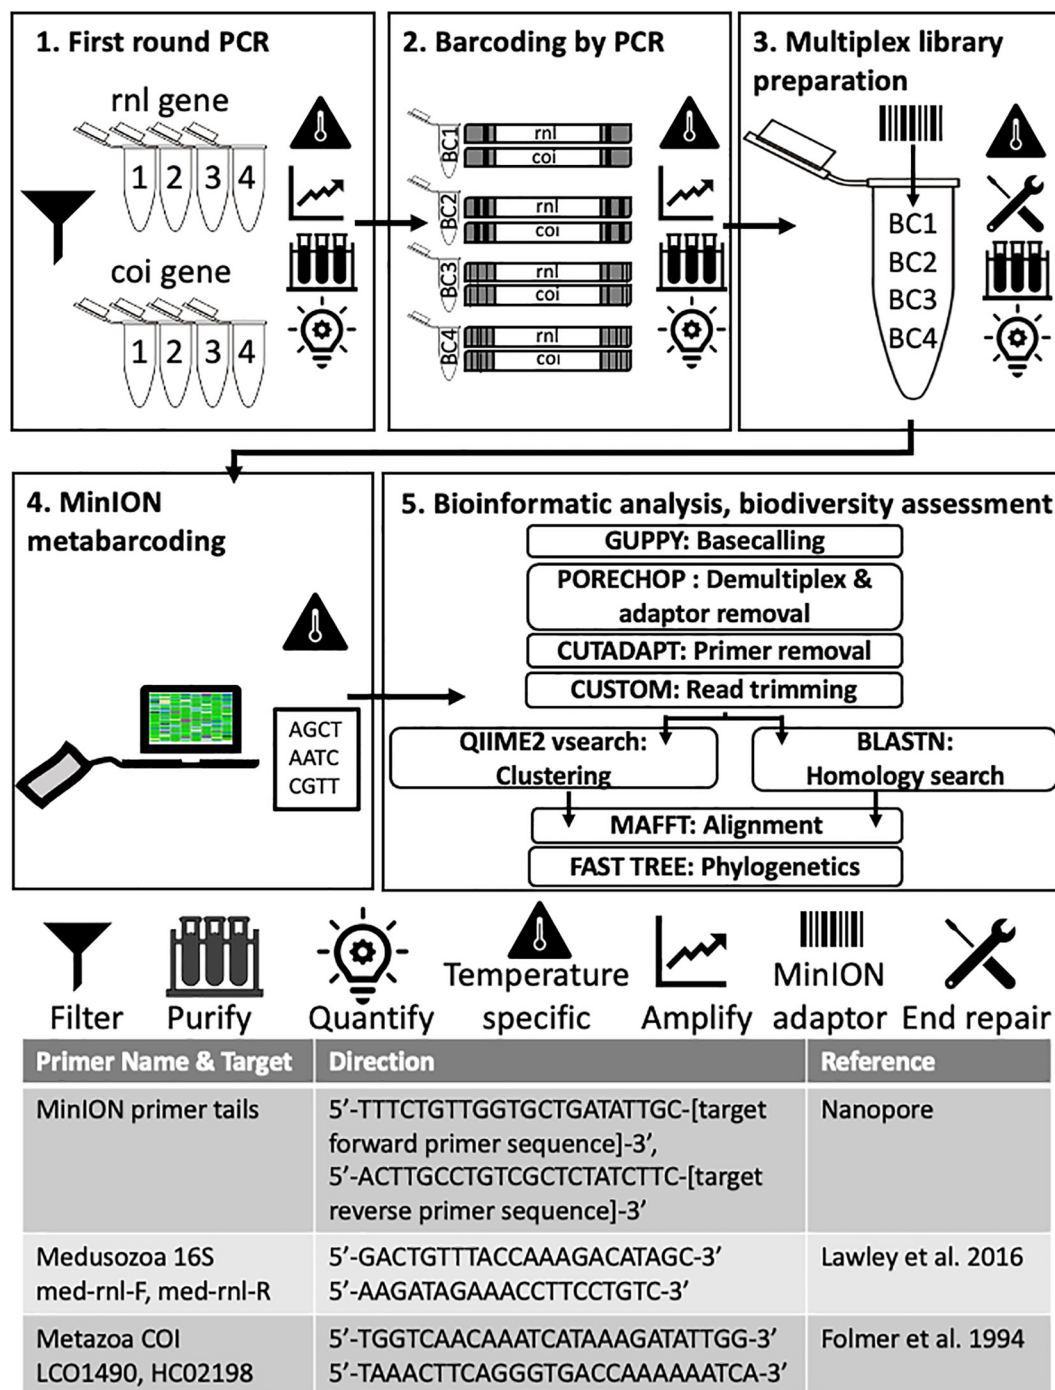 1. First round PCR
rnl gene
1 2 3 4
coi gene
1 2 3 4
2. Barcoding by PCR
BC1
rnl
coi
BC2
rnl
coi
BC3
rnl
coi
BC4
rnl
coi
3. Multiplex library
preparation
BC1
BC2
BC3
BC4
4. MinION
metabarcoding
AGCT
AATC
CGTT
5. Bioinformatic analysis, biodiversity assessment
GUPPY: Basecalling
PORECHOP : Demultiplex &
adaptor removal
CUTADAPT: Primer removal
CUSTOM: Read trimming
QIIME2 vsearch:
Clustering
BLASTN:
Homology search
MAFFT: Alignment
FAST TREE: Phylogenetics
Filter
Purify
Quantify
Temperature
specific
Amplify
MinION
adaptor
End repair
Primer Name & Target Direction Reference
MinION primer tails 5’-TTTCTGTTGGTGCTGATATTGC-[target Nanopore
forward primer sequence]-3’,
5’-ACTTGCCTGTCGCTCTATCTTC-[target
reverse primer sequence]-3’
Medusozoa 16S 5’-GACTGTTTACCAAAGACATAGC-3’ Lawley et al. 2016
med-rnl-F, med-rnl-R 5’-AAGATAGAAACCTTCCTGTC-3’
Metazoa COI 5’-TGGTCAACAAATCATAAAGATATTGG-3’ Folmer et al. 1994
LCO1490, HC02198 5’-TAAACTTCAGGGTGACCAAAAAATCA-3’